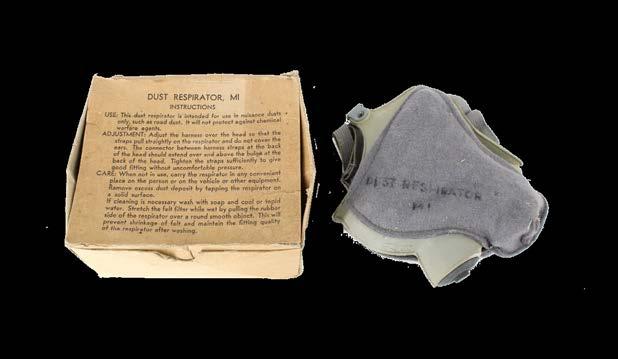 DUST RESPIRATOR, M1
INSTRUCTIONS
USE: This dust respirator is intended for use in nuisance dusts
only, such as road dust. It will not protect against chemical
warfare agents.
ADJUSTMENT: Adjust the harness over the head so that the
straps pull straightly on the respirator and do not cover the
ears. The connector between harness straps at the back
of the head should extend over and above the bulge at the
back of the head. Tighten the straps sufficiently to give
good fitting without uncomfortable pressure.
CARE: When not in use, carry the respirator in any convenient
place on the person or on the vehicle or other equipment.
Remove excess dust deposit by tapping the respirator on
a solid surface.
If cleaning is necessary wash with soap and cool or tepid
water. Stretch the felt filter while wet by pulling the rubber
side of the respirator over a round smooth object. This will
prevent shrinkage of felt and maintain the fitting quality
of the respirator after washing.
DUST RESPIRATOR
M1